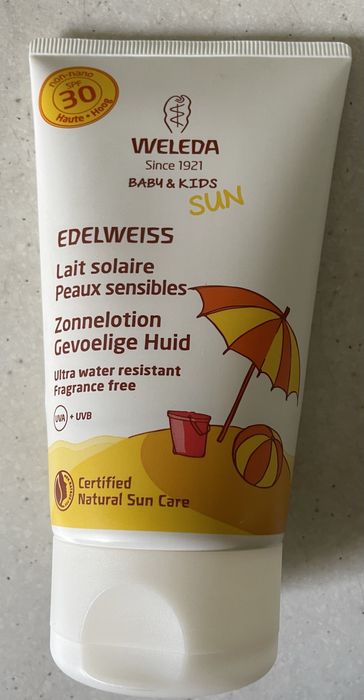 non-nano
SPF
30
Haute • Hoog
WELEDA
Since 1921
BABY & KIDS
SUN
EDELWEISS
Lait solaire
Peaux sensibles
Zonnelotion
Gevoelige Huid
Ultra water resistant
Fragrance free
UVA + UVB
Certified
Natural Sun Care